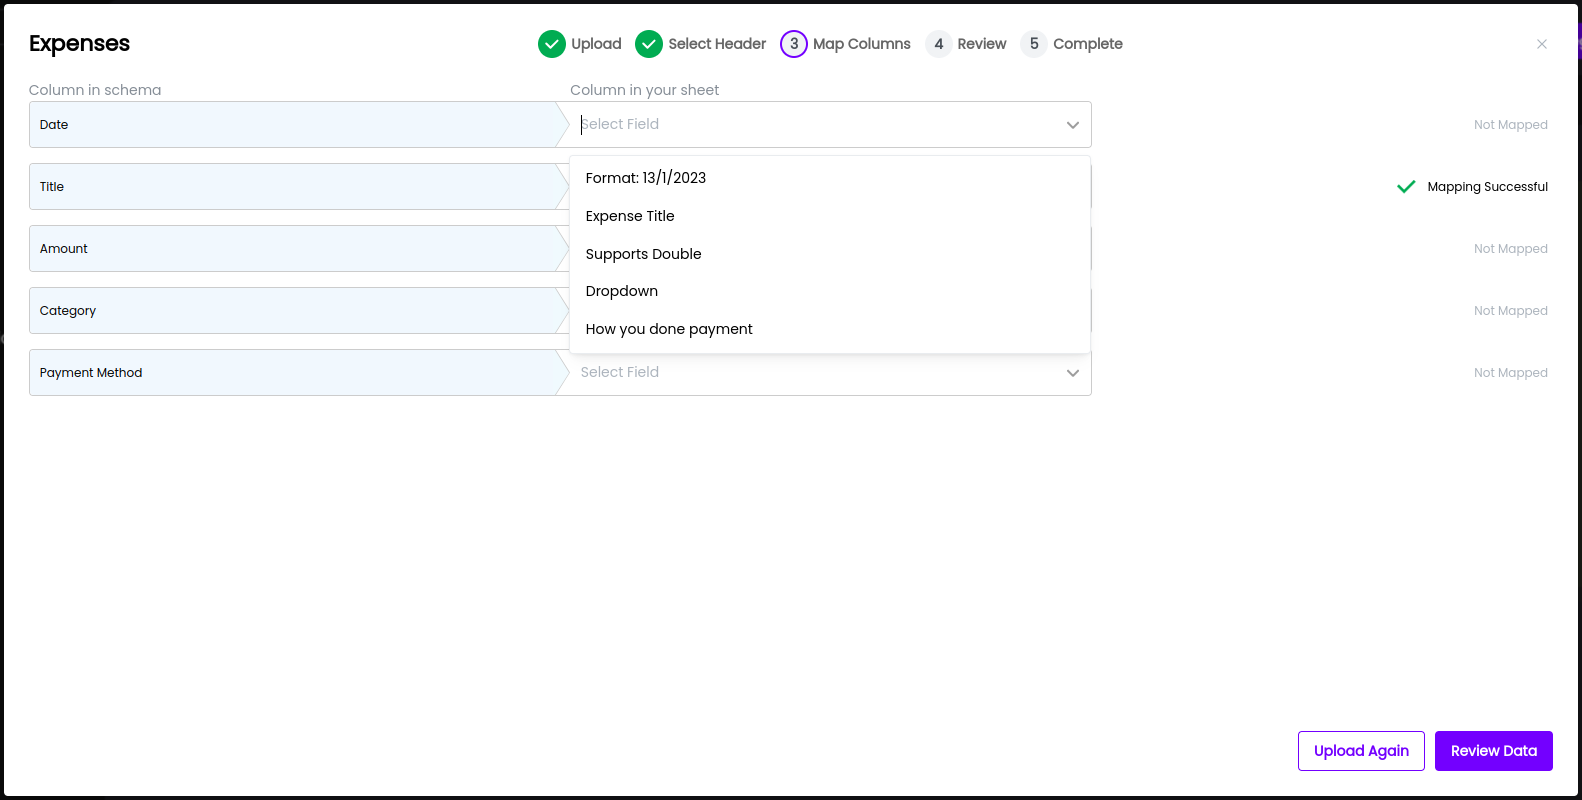 Expenses
Upload
Select Header
3 Map Columns
4 Review
5 Complete
Column in schema
Column in your sheet
Date
Select Field
Not Mapped
Title
Mapping Successful
Amount
Not Mapped
Category
Not Mapped
Payment Method
Select Field
Not Mapped
Format: 13/1/2023
Expense Title
Supports Double
Dropdown
How you done payment
Upload Again
Review Data